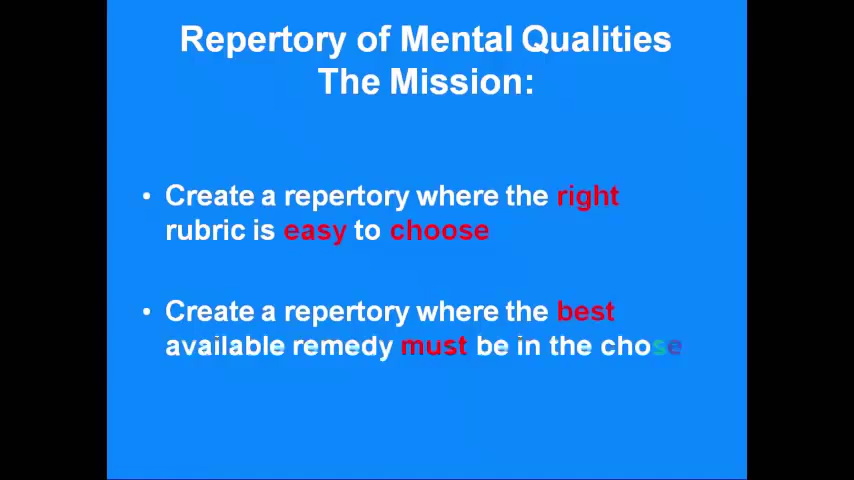 Repertory of Mental Qualities
The Mission:
• Create a repertory where the right
rubric is easy to choose
• Create a repertory where the best
available remedy must be in the chose